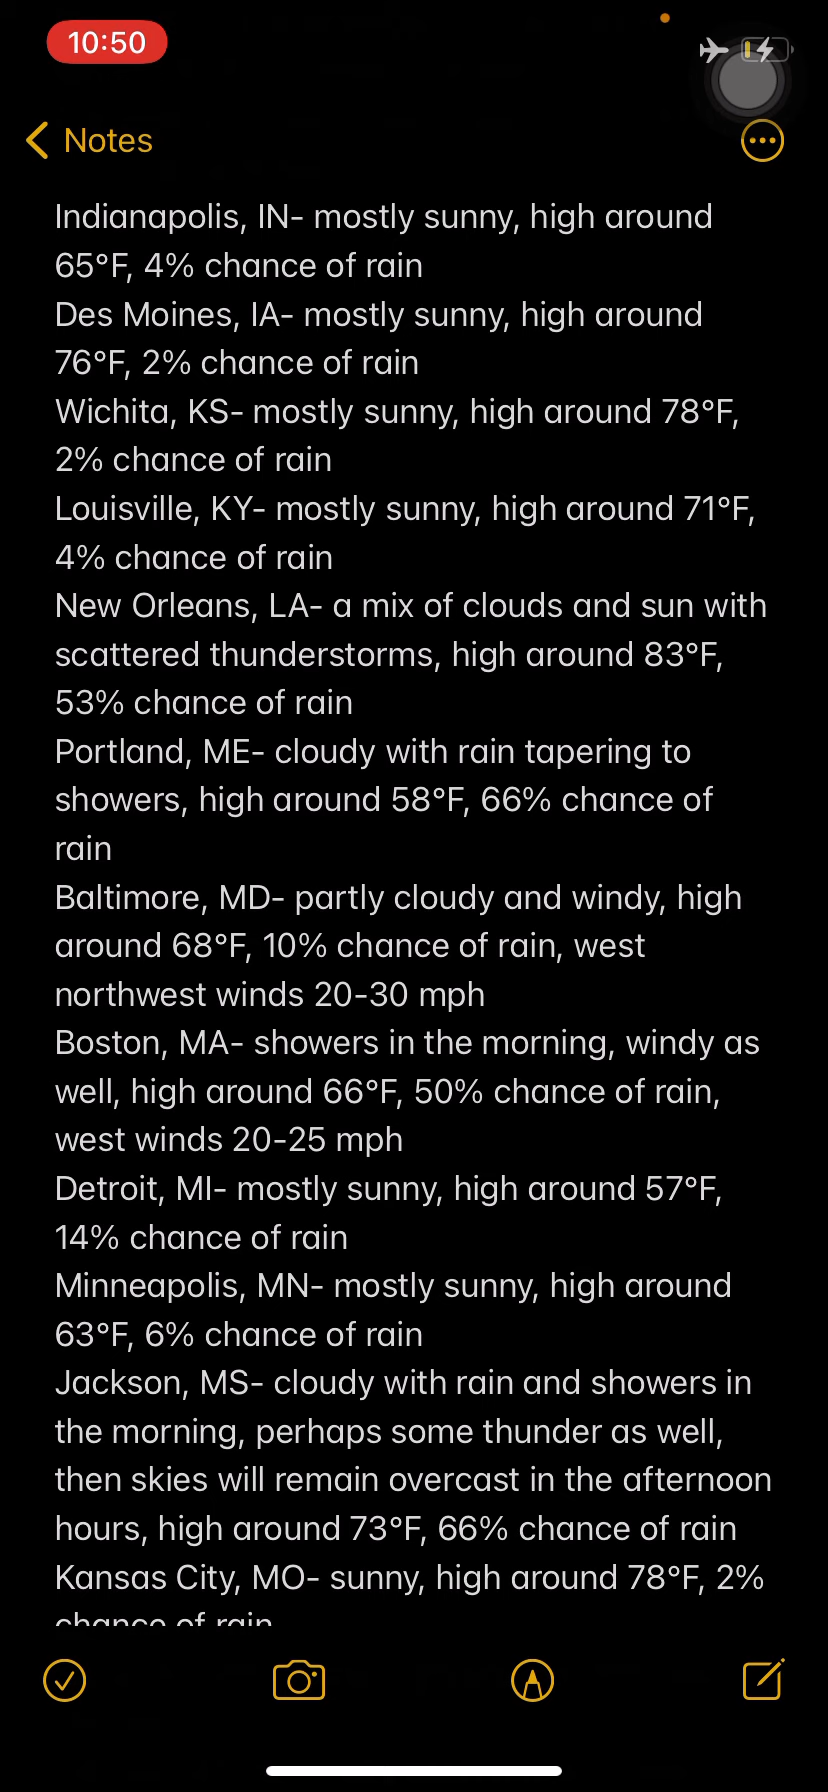 10:50
Notes
Indianapolis, IN- mostly sunny, high around
65°F, 4% chance of rain
Des Moines, IA- mostly sunny, high around
76°F, 2% chance of rain
Wichita, KS- mostly sunny, high around 78°F,
2% chance of rain
Louisville, KY- mostly sunny, high around 71°F,
4% chance of rain
New Orleans, LA- a mix of clouds and sun with
scattered thunderstorms, high around 83°F,
53% chance of rain
Portland, ME- cloudy with rain tapering to
showers, high around 58°F, 66% chance of
rain
Baltimore, MD- partly cloudy and windy, high
around 68°F, 10% chance of rain, west
northwest winds 20-30 mph
Boston, MA- showers in the morning, windy as
well, high around 66°F, 50% chance of rain,
west winds 20-25 mph
Detroit, MI- mostly sunny, high around 57°F,
14% chance of rain
Minneapolis, MN- mostly sunny, high around
63°F, 6% chance of rain
Jackson, MS- cloudy with rain and showers in
the morning, perhaps some thunder as well,
then skies will remain overcast in the afternoon
hours, high around 73°F, 66% chance of rain
Kansas City, MO- sunny, high around 78°F, 2%
chance of rain